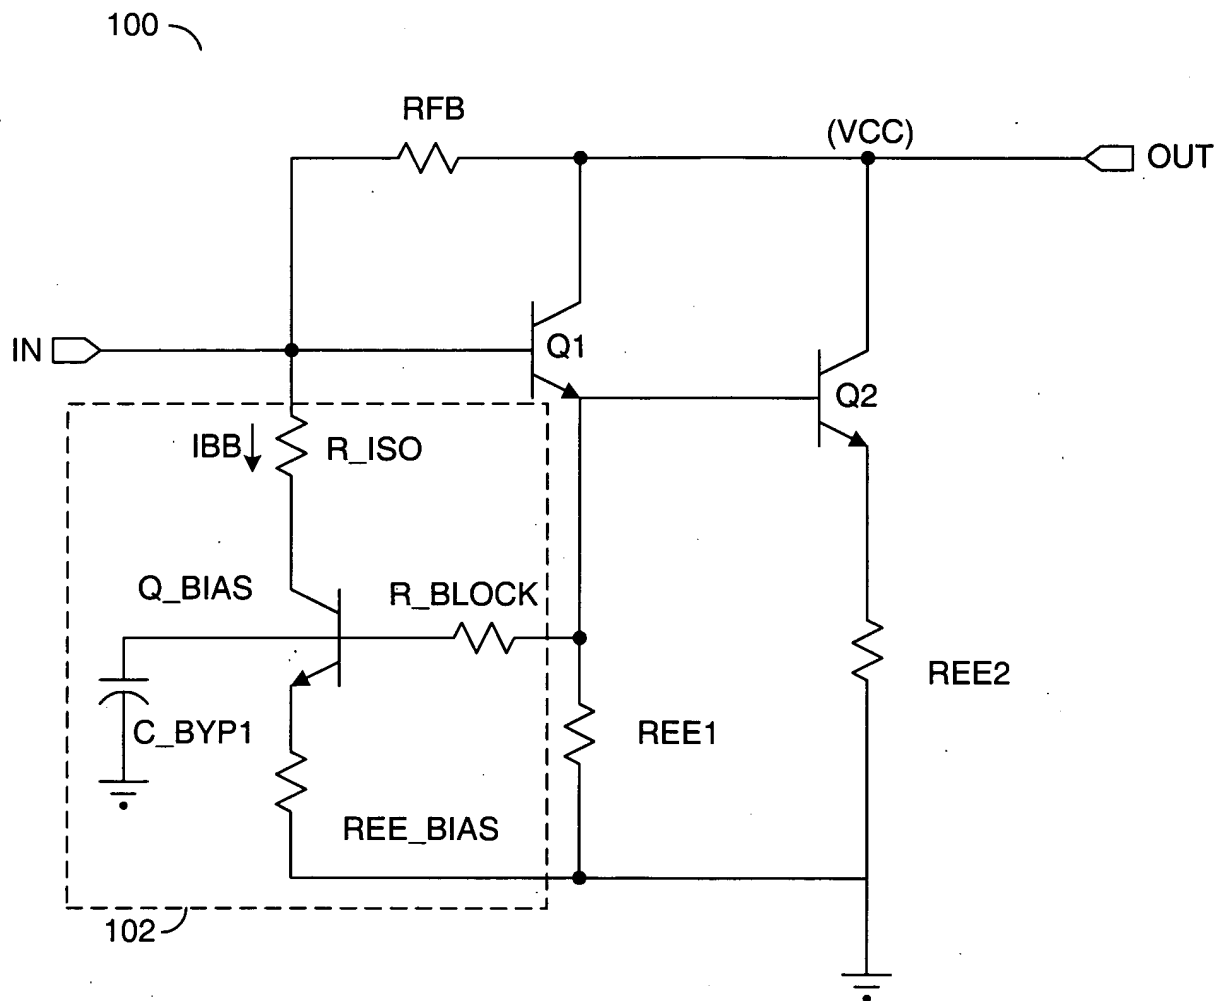 100
RFB
(VCC)
OUT
IN
Q1
Q2
IBB
R_ISO
Q_BIAS
R_BLOCK
REE2
C_BYP1
REE1
REE_BIAS
102